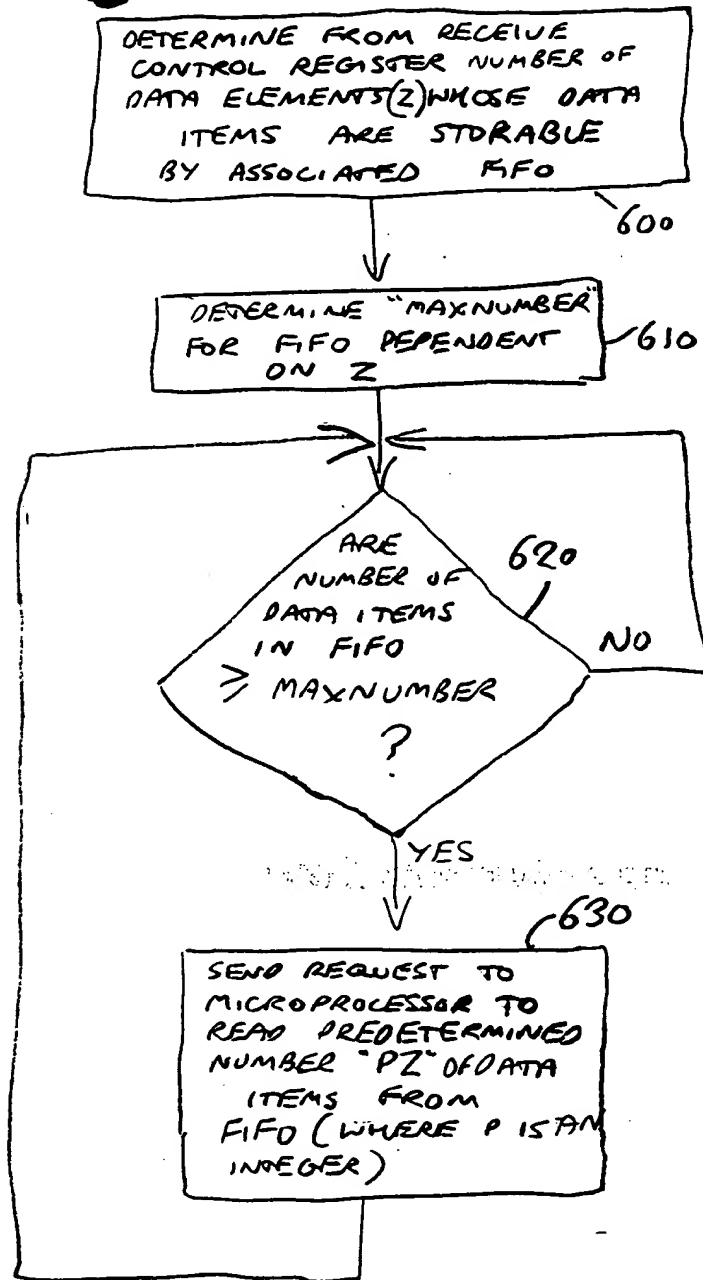 DETERMINE FROM RECEIVE
CONTROL REGISTER NUMBER OF
DATA ELEMENTS(Z)WHOSE DATA
ITEMS ARE STORABLE
BY ASSOCIATED FIFO
600
DETERMINE "MAXNUMBER"
FOR FIFO DEPENDENT
ON Z
610
ARE
NUMBER OF
DATA ITEMS
IN FIFO
≥ MAXNUMBER
?
620
NO
YES
630
SEND REQUEST TO
MICROPROCESSOR TO
READ PREDETERMINED
NUMBER "PZ" OF DATA
ITEMS FROM
FIFO (WHERE P IS AN
INTEGER)